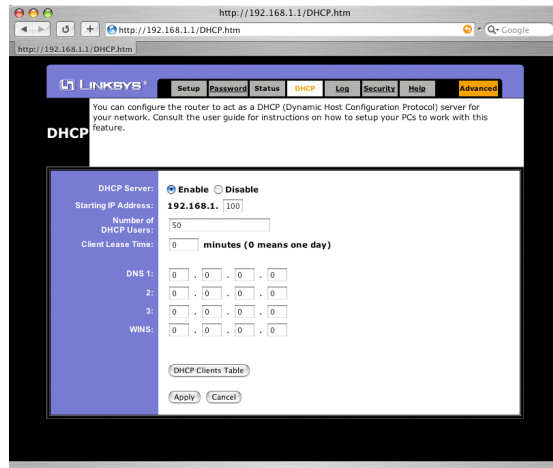 http://192.168.1.1/DHCP.htm
http://192.168.1.1/DHCP.htm
Google
http://192.168.1.1/DHCP.htm
LINKSYS®
Setup Password Status DHCP Log Security Help Advanced
DHCP
You can configure the router to act as a DHCP (Dynamic Host Configuration Protocol) server for
your network. Consult the user guide for instructions on how to setup your PCs to work with this
feature.
DHCP Server: Enable Disable
Starting IP Address: 192.168.1. 100
Number of
DHCP Users: 50
Client Lease Time: 0 minutes (0 means one day)
DNS 1: 0 . 0 . 0 . 0
2: 0 . 0 . 0 . 0
3: 0 . 0 . 0 . 0
WINS: 0 . 0 . 0 . 0
DHCP Clients Table
Apply Cancel